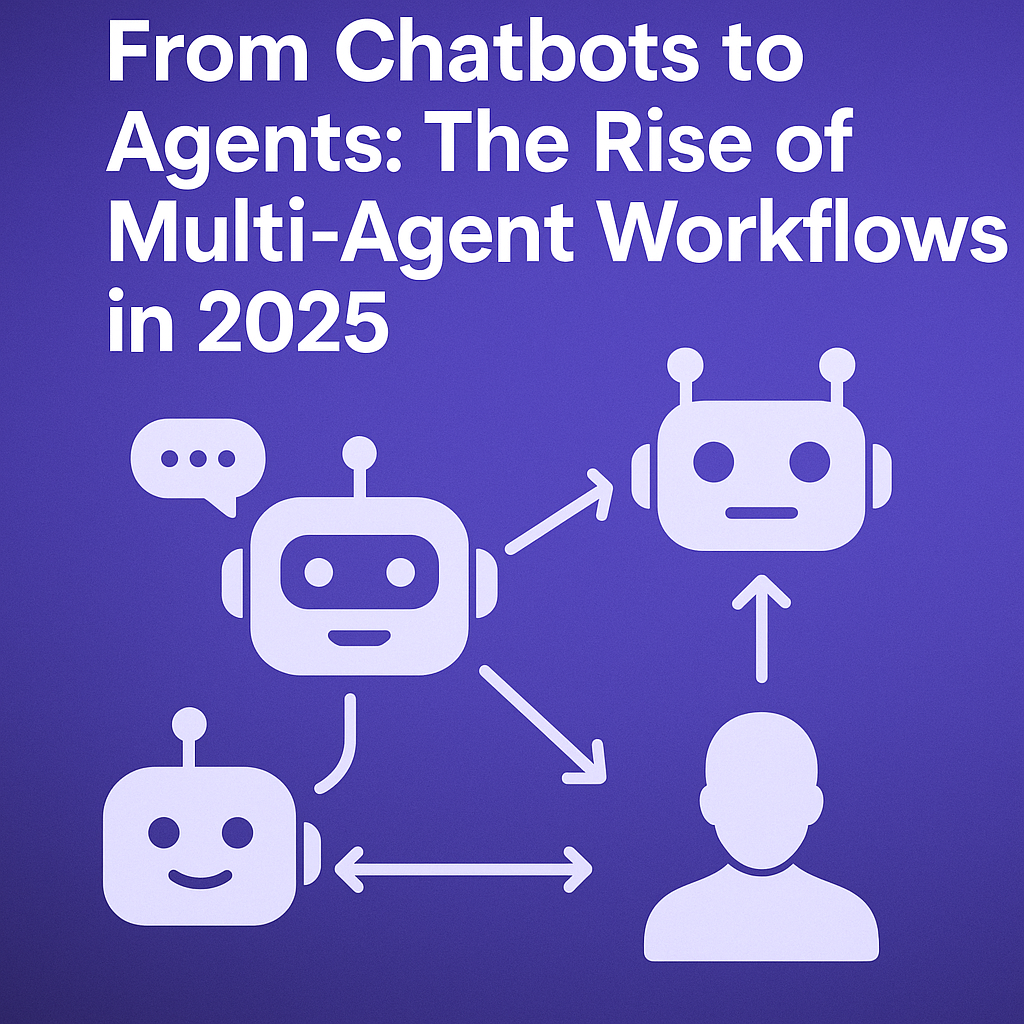 From Chatbots to
Agents: The Rise of
Multi-Agent Workflows
in 2025